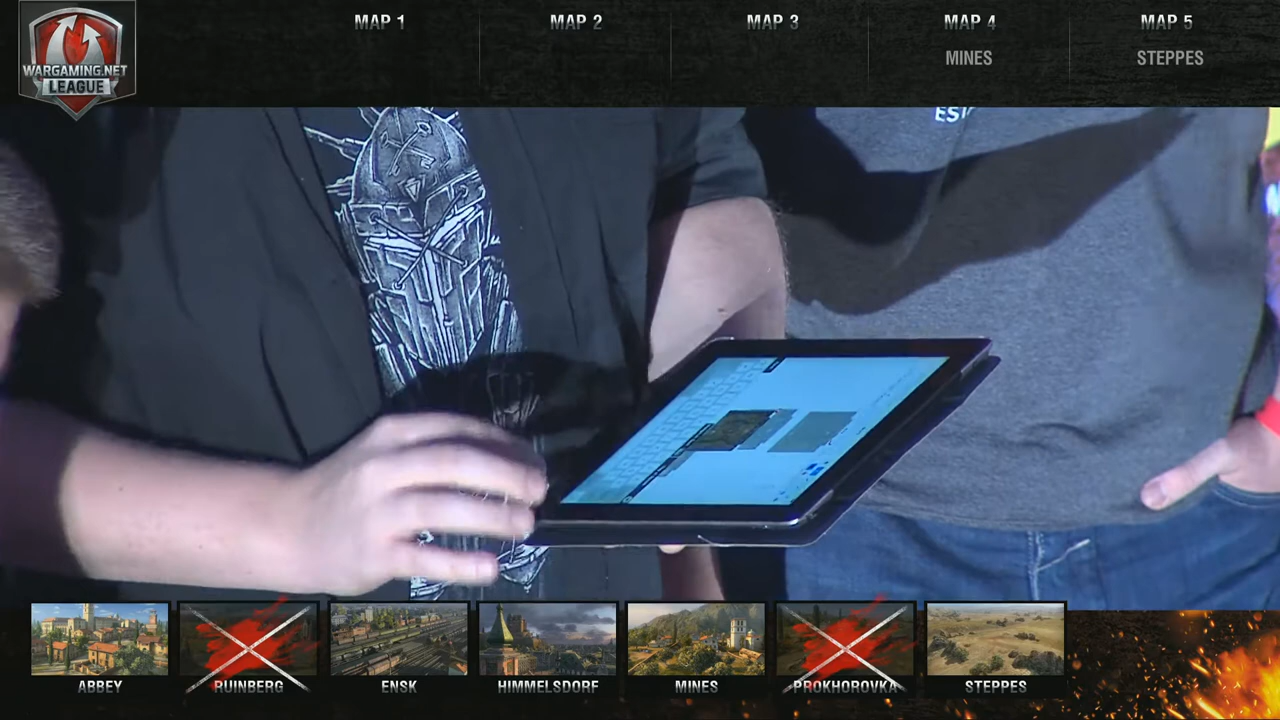 MAP 1
MAP 2
MAP 3
MAP 4
MAP 5
MINES
STEPPES
WARGAMING.NET
LEAGUE
ABBEY
RUINBERG
ENSK
HIMMELSDORF
MINES
PROKHOROVKA
STEPPES